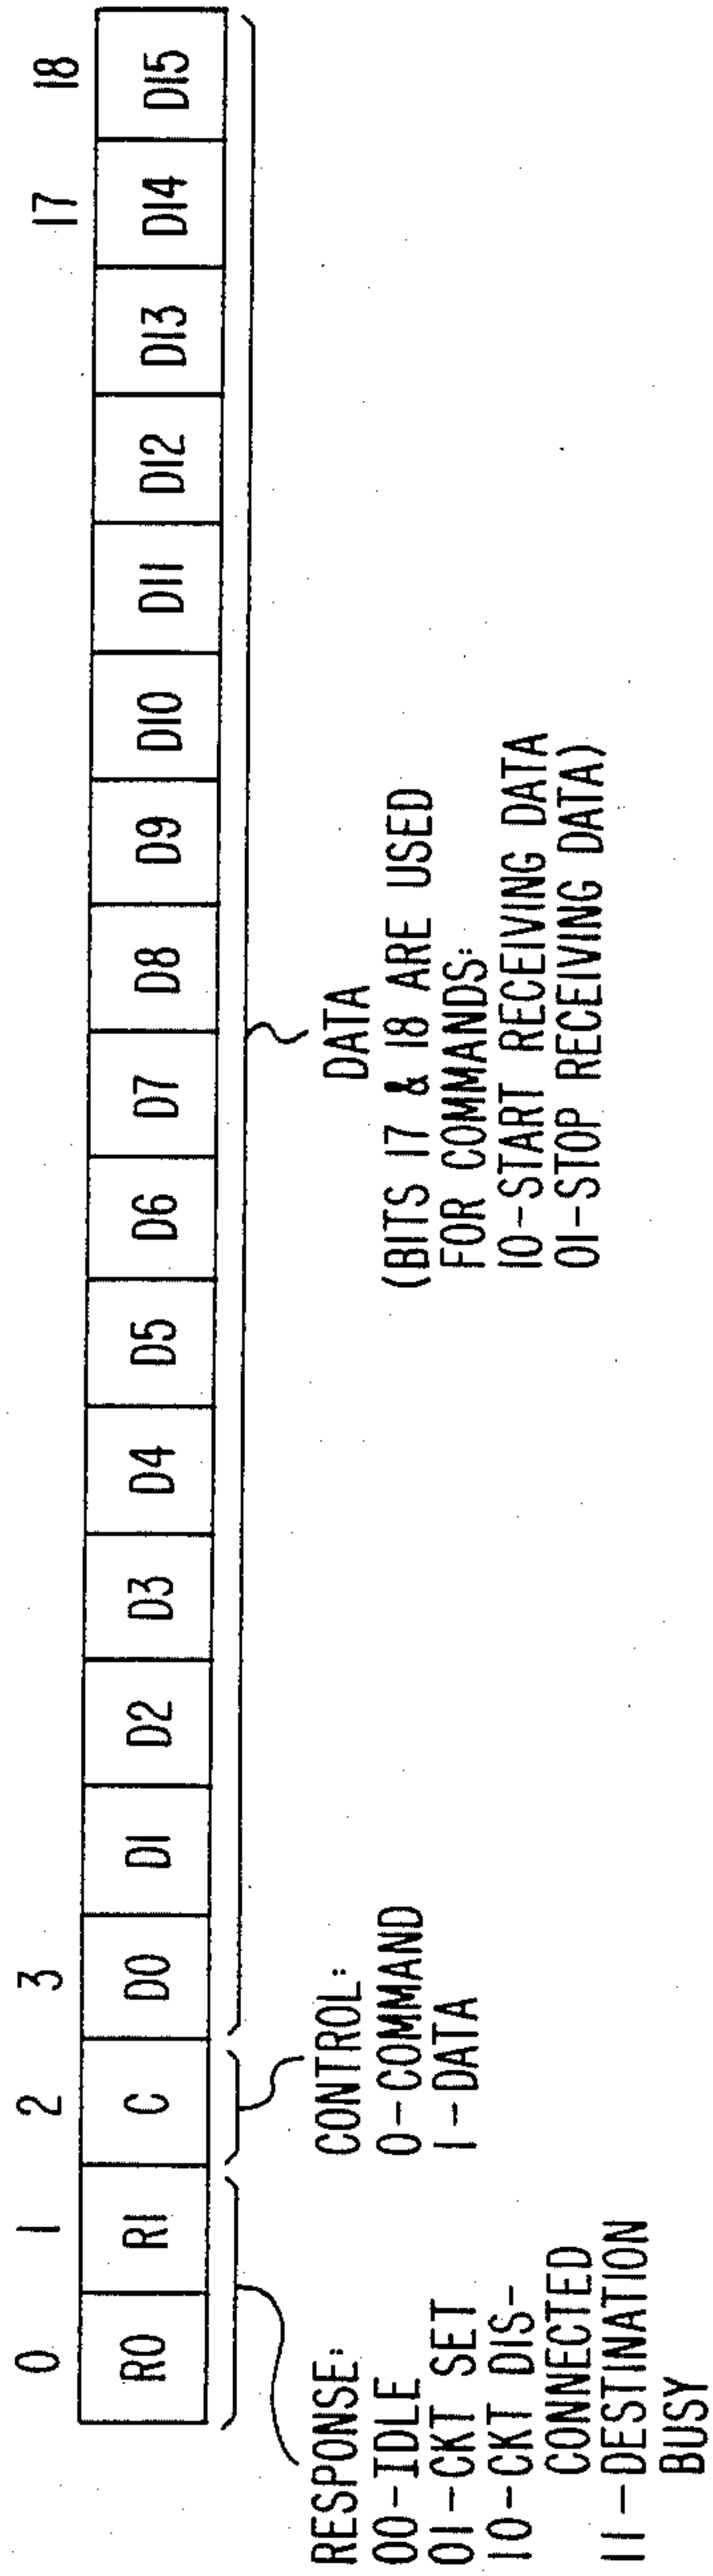 0 1 2 3 17 18
R0 R1 C D0 D1 D2 D3 D4 D5 D6 D7 D8 D9 D10 D11 D12 D13 D14 D15
RESPONSE:
00-IDLE
01-CKT SET
10-CKT DIS-
CONNECTED
11-DESTINATION
BUSY
CONTROL:
0-COMMAND
1-DATA
DATA
(BITS 17 & 18 ARE USED
FOR COMMANDS:
10-START RECEIVING DATA
01-STOP RECEIVING DATA)